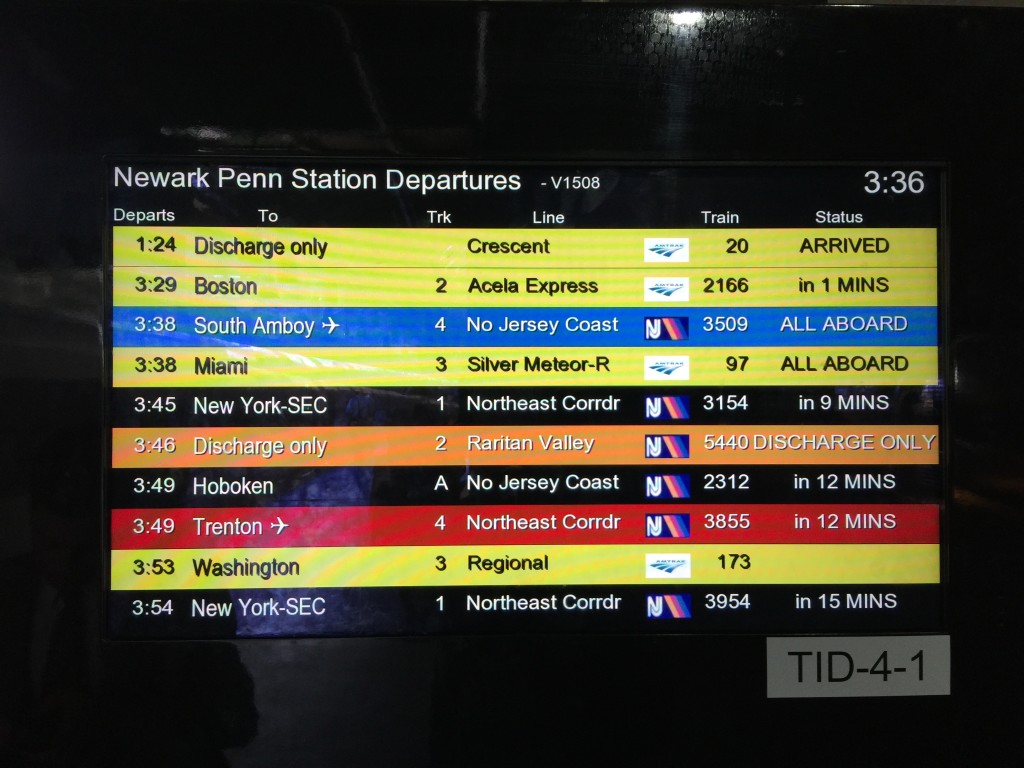 Newark Penn Station Departures - V1508 3:36
Departs To Trk Line Train Status
1:24 Discharge only Crescent AMTRAK 20 ARRIVED
3:29 Boston 2 Acela Express AMTRAK 2166 in 1 MINS
3:38 South Amboy ✈ 4 No Jersey Coast 3509 ALL ABOARD
3:38 Miami 3 Silver Meteor-R AMTRAK 97 ALL ABOARD
3:45 New York-SEC 1 Northeast Corrdr 3154 in 9 MINS
3:46 Discharge only 2 Raritan Valley 5440 DISCHARGE ONLY
3:49 Hoboken A No Jersey Coast 2312 in 12 MINS
3:49 Trenton ✈ 4 Northeast Corrdr 3855 in 12 MINS
3:53 Washington 3 Regional AMTRAK 173
3:54 New York-SEC 1 Northeast Corrdr 3954 in 15 MINS
TID-4-1